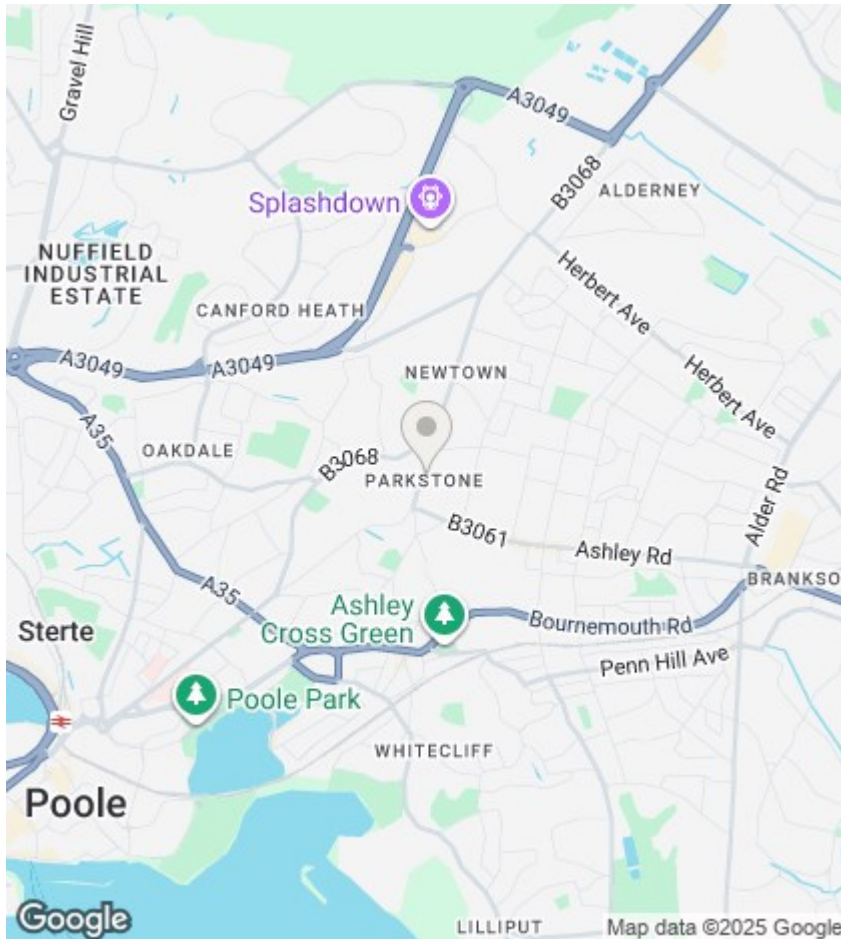 Gravel Hill
A3049
B3068
ALDERNEY
Splashdown
NUFFIELD
INDUSTRIAL
ESTATE
Herbert Ave
CANFORD HEATH
A3049
A3049
NEWTOWN
Herbert Ave
A35
OAKDALE
B3068
PARKSTONE
Alder Rd
B3061
Ashley Rd
BRANKSO
A35
Ashley
Cross Green
Bournemouth Rd
Sterte
Penn Hill Ave
Poole Park
WHITECLIFF
Poole
Google
LILLIPUT
Map data ©2025 Google